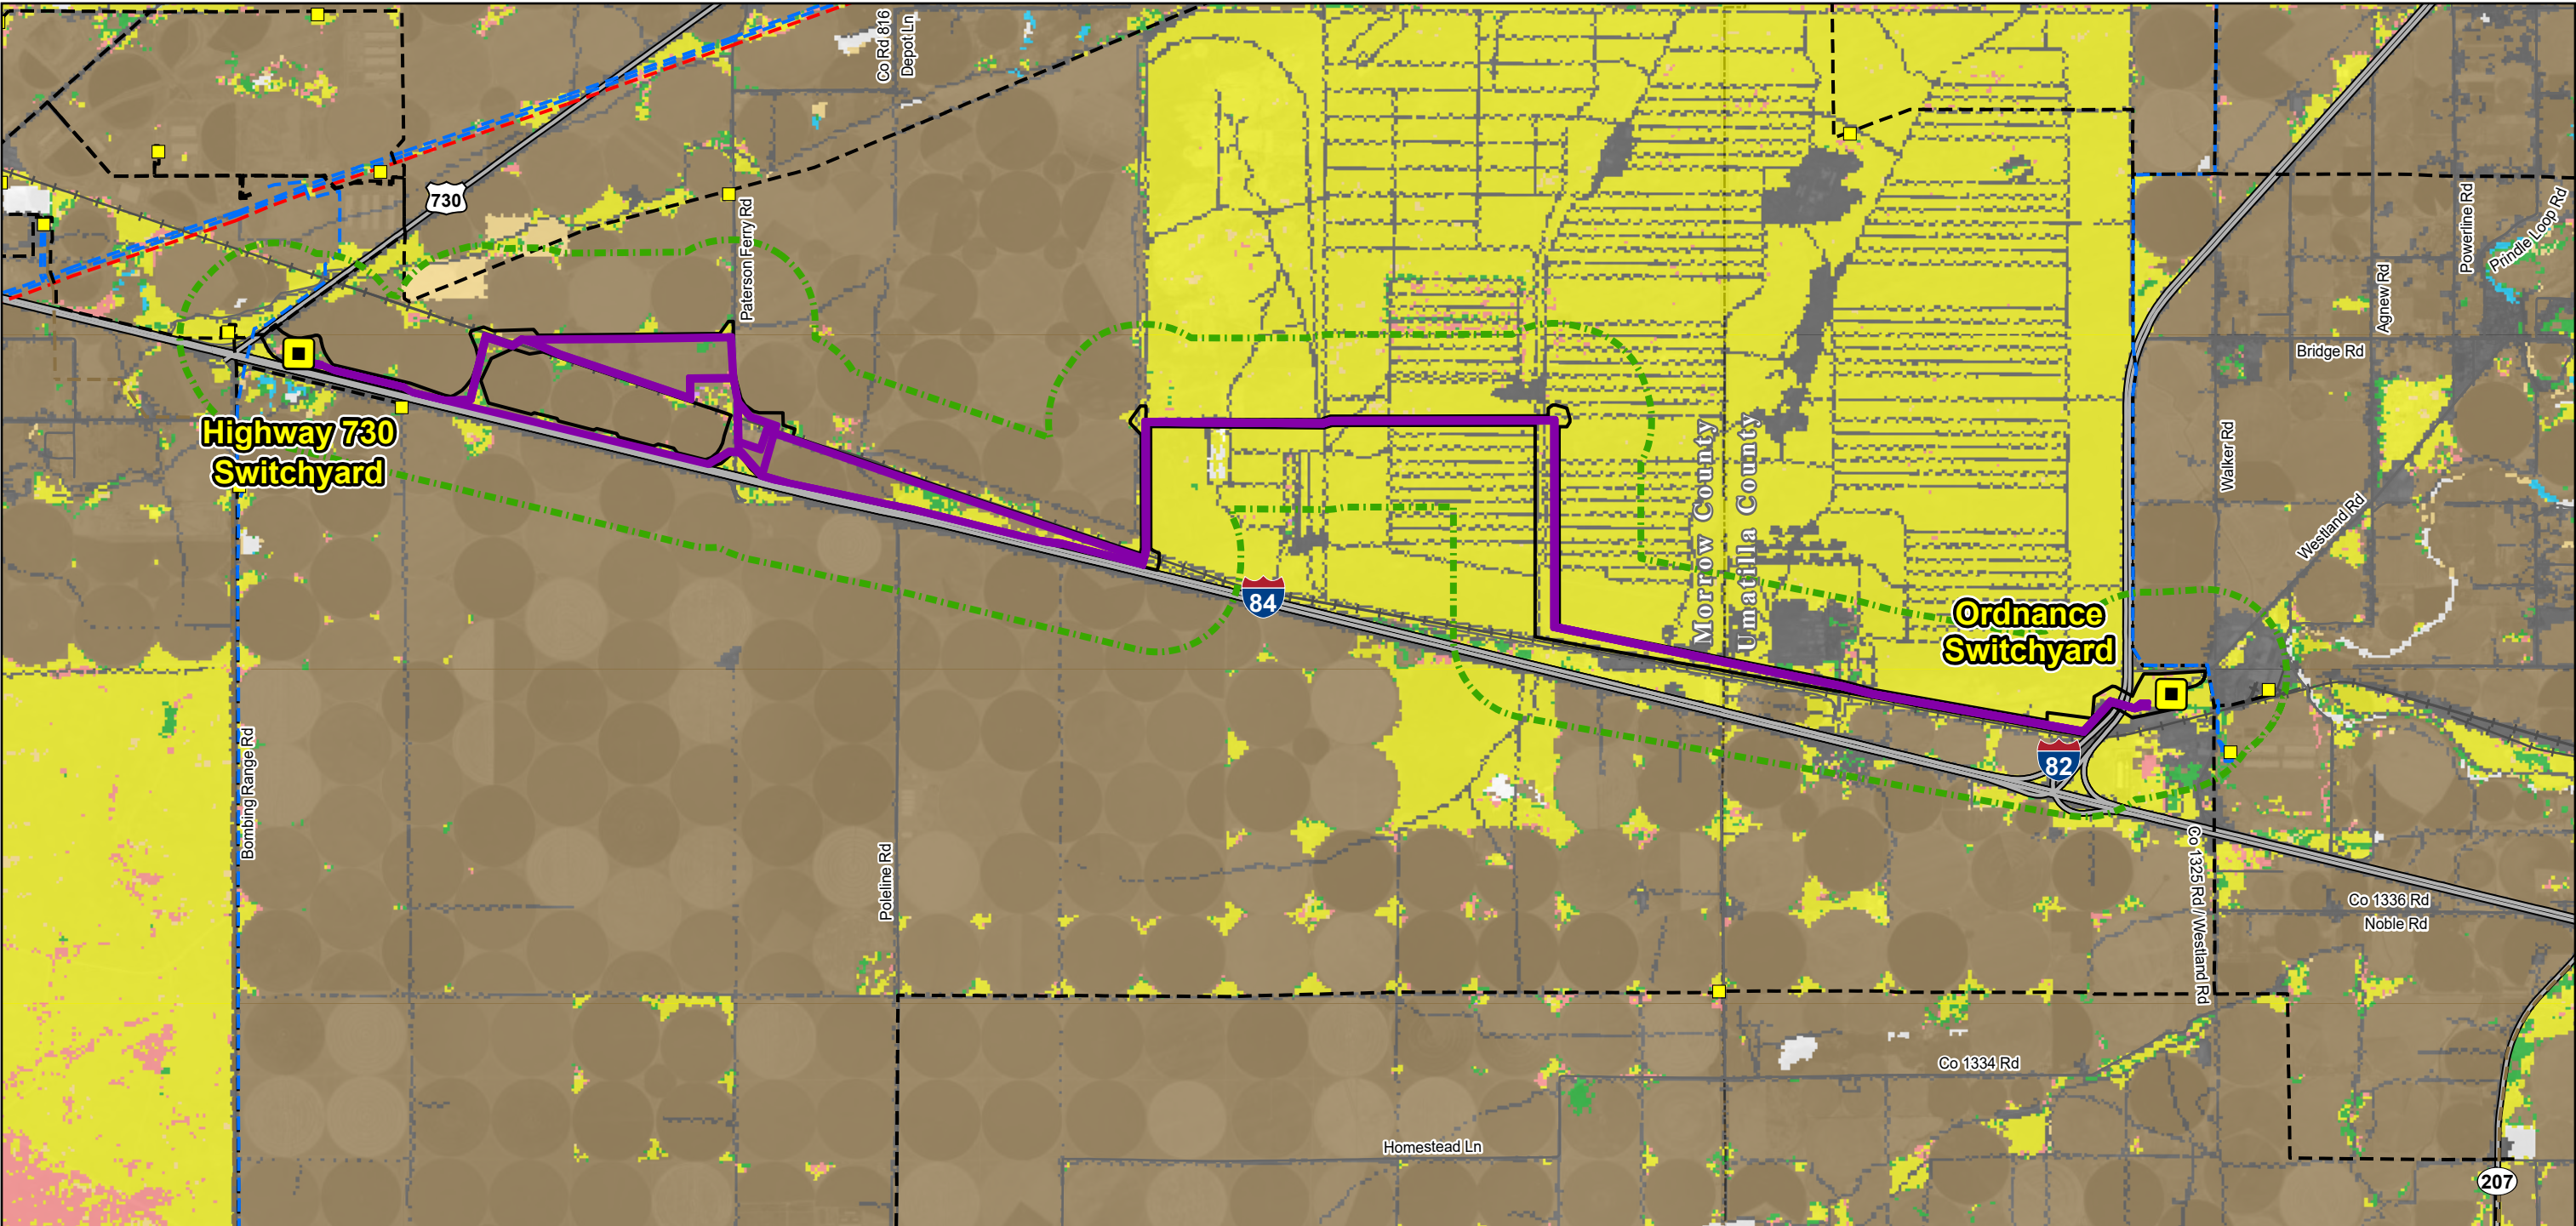 Co Rd 816
Depot Ln
730
Paterson Ferry Rd
Powerline Rd
Prindle Loop Rd
Agnew Rd
Bridge Rd
Highway 730
Switchyard
Walker Rd
Morrow County
Umatilla County
Westland Rd
84
Ordnance
Switchyard
82
Bombing Range Rd
Poleline Rd
Co 1325 Rd / Westland Rd
Co 1336 Rd
Noble Rd
Co 1334 Rd
Homestead Ln
207